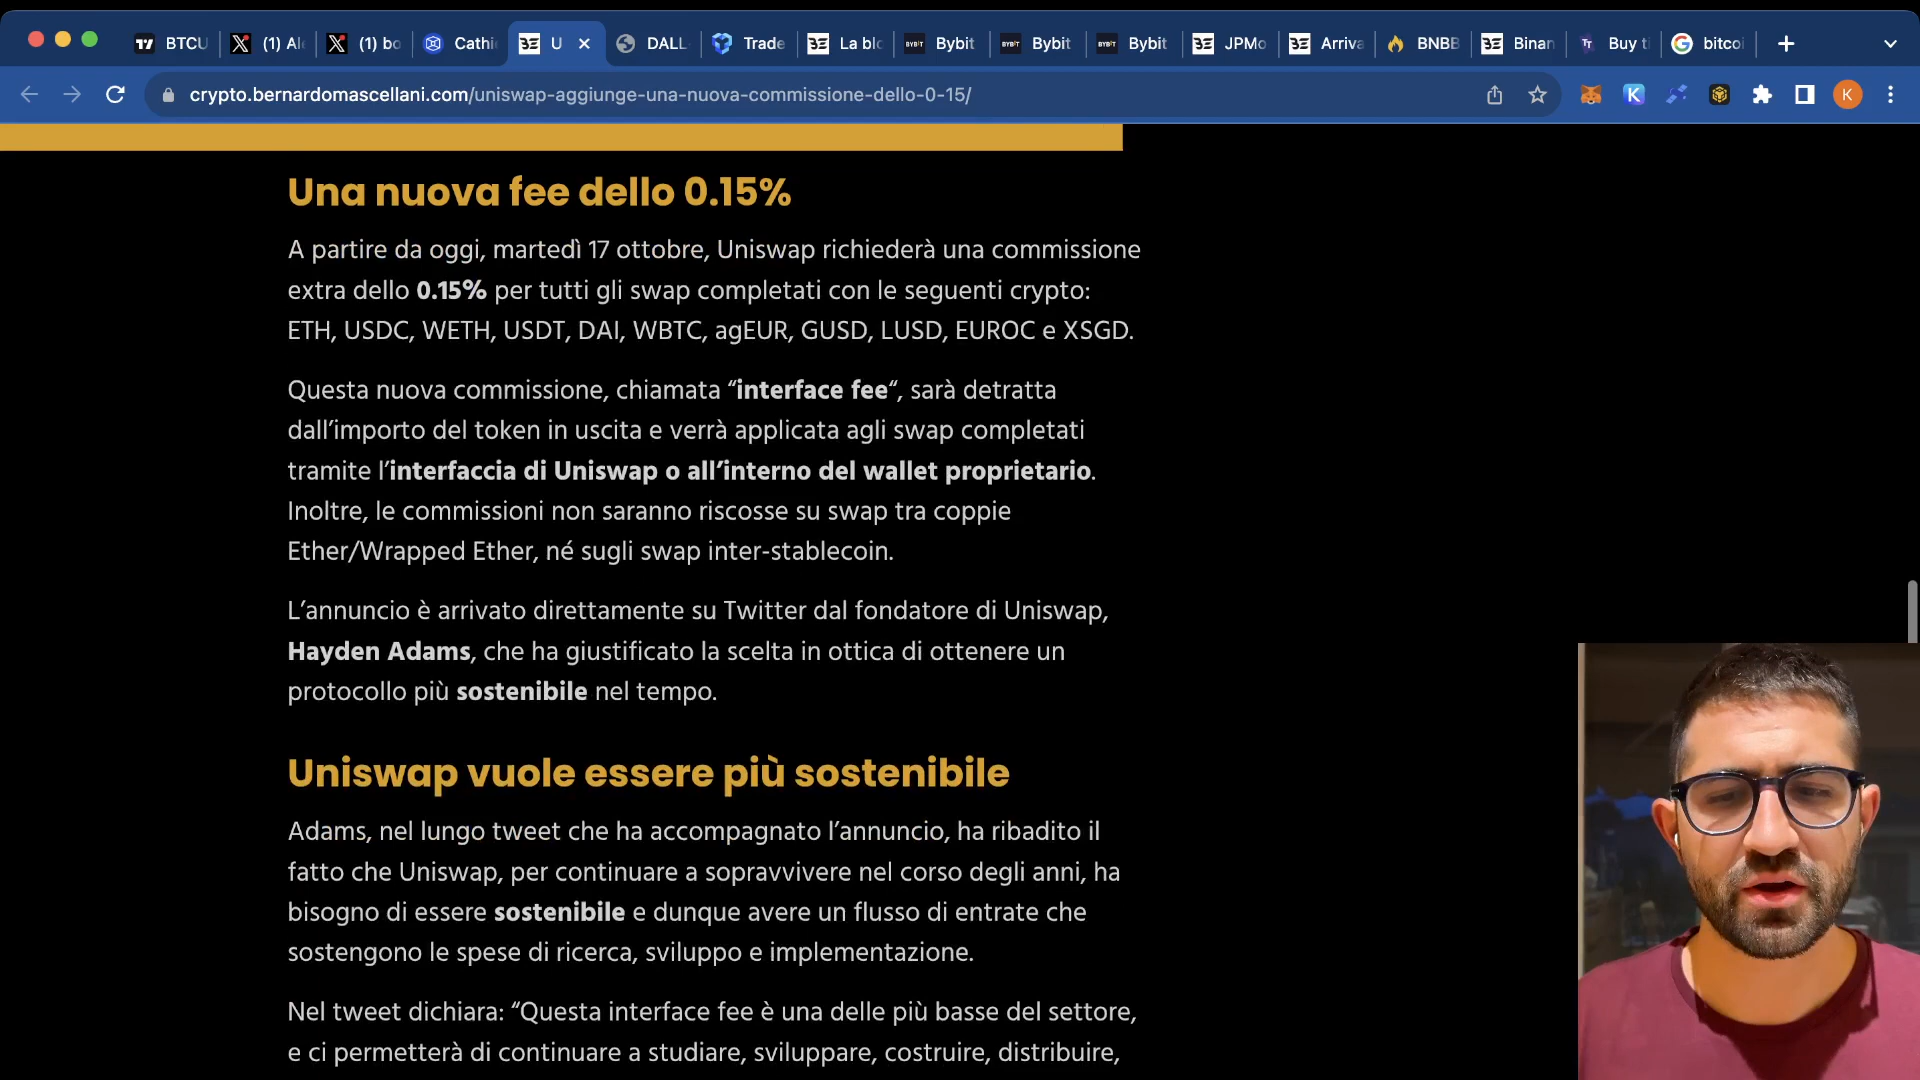 BTCU
(1) Al
(1) bo
Cathi
U
DALL
Trade
La blo
Bybit
Bybit
Bybit
JPMo
Arriva
BNBB
Binan
Buy t
bitcoi
crypto.bernardomascellani.com/uniswap-aggiunge-una-nuova-commissione-dello-0-15/
Una nuova fee dello 0.15%
A partire da oggi, martedì 17 ottobre, Uniswap richiederà una commissione
extra dello 0.15% per tutti gli swap completati con le seguenti crypto:
ETH, USDC, WETH, USDT, DAI, WBTC, agEUR, GUSD, LUSD, EUROC e XSGD.
Questa nuova commissione, chiamata “interface fee“, sarà detratta
dall’importo del token in uscita e verrà applicata agli swap completati
tramite l’interfaccia di Uniswap o all’interno del wallet proprietario.
Inoltre, le commissioni non saranno riscosse su swap tra coppie
Ether/Wrapped Ether, né sugli swap inter-stablecoin.
L’annuncio è arrivato direttamente su Twitter dal fondatore di Uniswap,
Hayden Adams, che ha giustificato la scelta in ottica di ottenere un
protocollo più sostenibile nel tempo.
Uniswap vuole essere più sostenibile
Adams, nel lungo tweet che ha accompagnato l’annuncio, ha ribadito il
fatto che Uniswap, per continuare a sopravvivere nel corso degli anni, ha
bisogno di essere sostenibile e dunque avere un flusso di entrate che
sostengono le spese di ricerca, sviluppo e implementazione.
Nel tweet dichiara: “Questa interface fee è una delle più basse del settore,
e ci permetterà di continuare a studiare, sviluppare, costruire, distribuire,